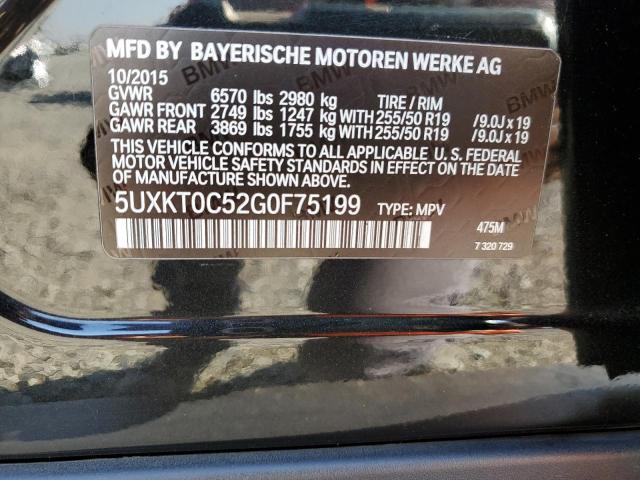 MFD BY BAYERISCHE MOTOREN WERKE AG
10/2015
GVWR 6570 lbs 2980 kg TIRE / RIM
GAWR FRONT 2749 lbs 1247 kg WITH 255/50 R19 /9.0J x 19
GAWR REAR 3869 lbs 1755 kg WITH 255/50 R19 /9.0J x 19
THIS VEHICLE CONFORMS TO ALL APPLICABLE U. S. FEDERAL
MOTOR VEHICLE SAFETY STANDARDS IN EFFECT ON THE DATE
OF MANUFACTURE SHOWN ABOVE.
5UXKT0C52G0F75199 TYPE: MPV 475M
7 320 729